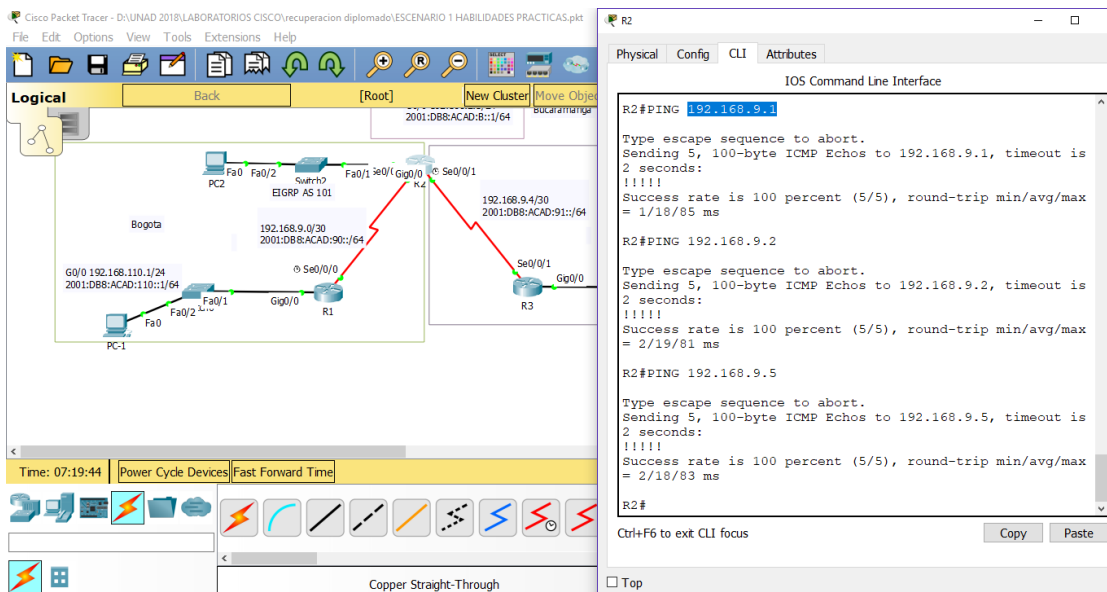 Cisco Packet Tracer - D:\UNAD 2018\LABORATORIOS CISCO\recuperacion diplomado\ESCENARIO 1 HABILIDADES PRACTICAS.pkt
File Edit Options View Tools Extensions Help
Logical
Back
[Root]
New Cluster
Move Objec
2001:DB8:ACAD:B::1/64
Bucaramanga
PC2
Fa0
Fa0/2
Switch2
EIGRP AS 101
Fa0/1
Se0/(
Gig0/0
R2
Se0/0/1
192.168.9.4/30
2001:DB8:ACAD:91::/64
Bogota
192.168.9.0/30
2001:DB8:ACAD:90::/64
G0/0 192.168.110.1/24
2001:DB8:ACAD:110::1/64
Se0/0/0
Se0/0/1
Gig0/0
R3
Fa0/1
Gig0/0
R1
Fa0/2
Fa0
PC-1
Time: 07:19:44
Power Cycle Devices
Fast Forward Time
Copper Straight-Through
R2
Physical Config CLI Attributes
IOS Command Line Interface
R2#PING 192.168.9.1
Type escape sequence to abort.
Sending 5, 100-byte ICMP Echos to 192.168.9.1, timeout is
2 seconds:
!!!!!
Success rate is 100 percent (5/5), round-trip min/avg/max
= 1/18/85 ms
R2#PING 192.168.9.2
Type escape sequence to abort.
Sending 5, 100-byte ICMP Echos to 192.168.9.2, timeout is
2 seconds:
!!!!!
Success rate is 100 percent (5/5), round-trip min/avg/max
= 2/19/81 ms
R2#PING 192.168.9.5
Type escape sequence to abort.
Sending 5, 100-byte ICMP Echos to 192.168.9.5, timeout is
2 seconds:
!!!!!
Success rate is 100 percent (5/5), round-trip min/avg/max
= 2/18/83 ms
R2#
Ctrl+F6 to exit CLI focus
Copy
Paste
Top